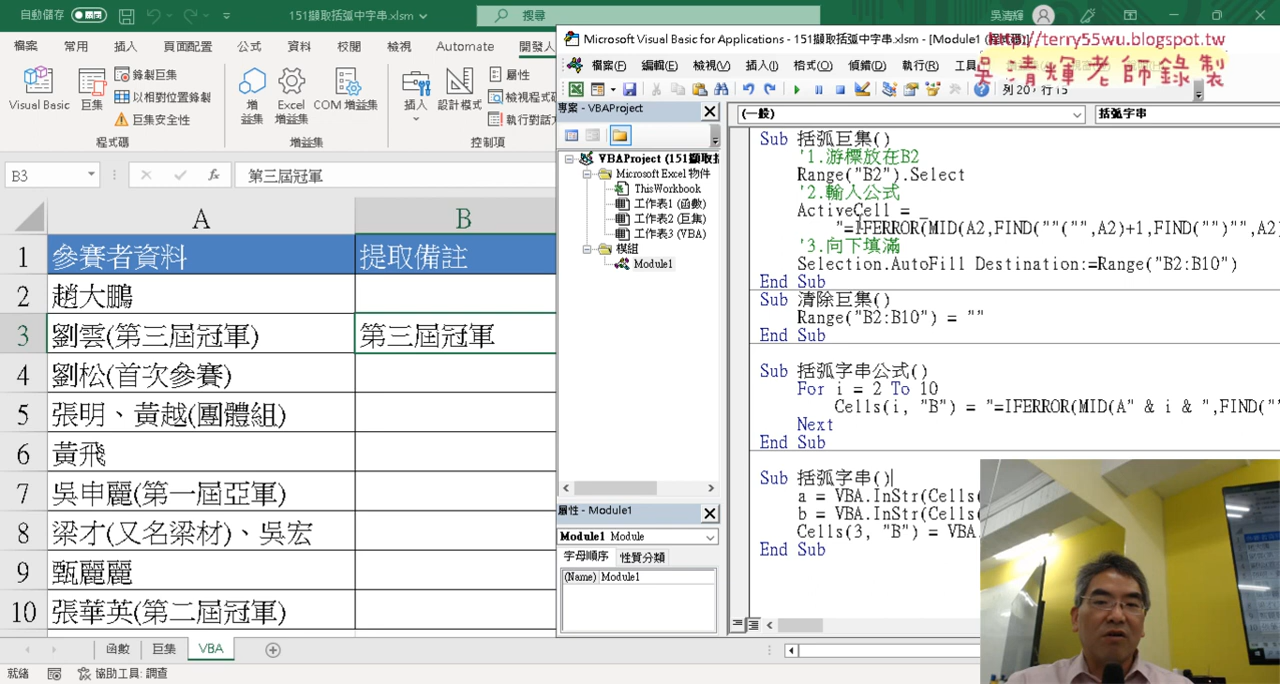 自動儲存 關閉 151擷取括弧中字串.xlsm 搜尋 吳清輝
http://terry55wu.blogspot.tw
吳清輝老師錄製
檔案 常用 插入 頁面配置 公式 資料 校閱 檢視 Automate 開發人
Visual Basic 巨集 錄製巨集
以相對位置錄製
巨集安全性
增益集 Excel 增益集 COM 增益集
插入 設計模式 屬性
檢視程式碼
執行對話方
程式碼 增益集 控制項
B3 fx 第三屆冠軍
A B
1 參賽者資料 提取備註
2 趙大鵬
3 劉雲(第三屆冠軍) 第三屆冠軍
4 劉松(首次參賽)
5 張明、黃越(團體組)
6 黃飛
7 吳申麗(第一屆亞軍)
8 梁才(又名梁材)、吳宏
9 甄麗麗
10 張華英(第二屆冠軍)
函數 巨集 VBA
就緒 協助工具: 調查
Microsoft Visual Basic for Applications - 151擷取括弧中字串.xlsm - [Module1
檔案(F) 編輯(E) 檢視(V) 插入(I) 格式(O) 偵錯(D) 執行(R) 工具
列 20, 行 15
專案 - VBAProject
VBAProject (151擷取括
Microsoft Excel 物件
ThisWorkbook
工作表1 (函數)
工作表2 (巨集)
工作表3 (VBA)
模組
Module1
屬性 - Module1
Module1 Module
字母順序 性質分類
(Name) Module1
(一般) 括弧字串
Sub 括弧巨集()
'1.游標放在B2
Range("B2").Select
'2.輸入公式
ActiveCell = _
"=IFERROR(MID(A2,FIND(""("",A2)+1,FIND("")"",A2
'3.向下填滿
Selection.AutoFill Destination:=Range("B2:B10")
End Sub
Sub 清除巨集()
Range("B2:B10") = ""
End Sub
Sub 括弧字串公式()
For i = 2 To 10
Cells(i, "B") = "=IFERROR(MID(A" & i & ",FIND(""
Next
End Sub
Sub 括弧字串()
a = VBA.InStr(Cells(
b = VBA.InStr(Cells(
Cells(3, "B") = VBA.
End Sub